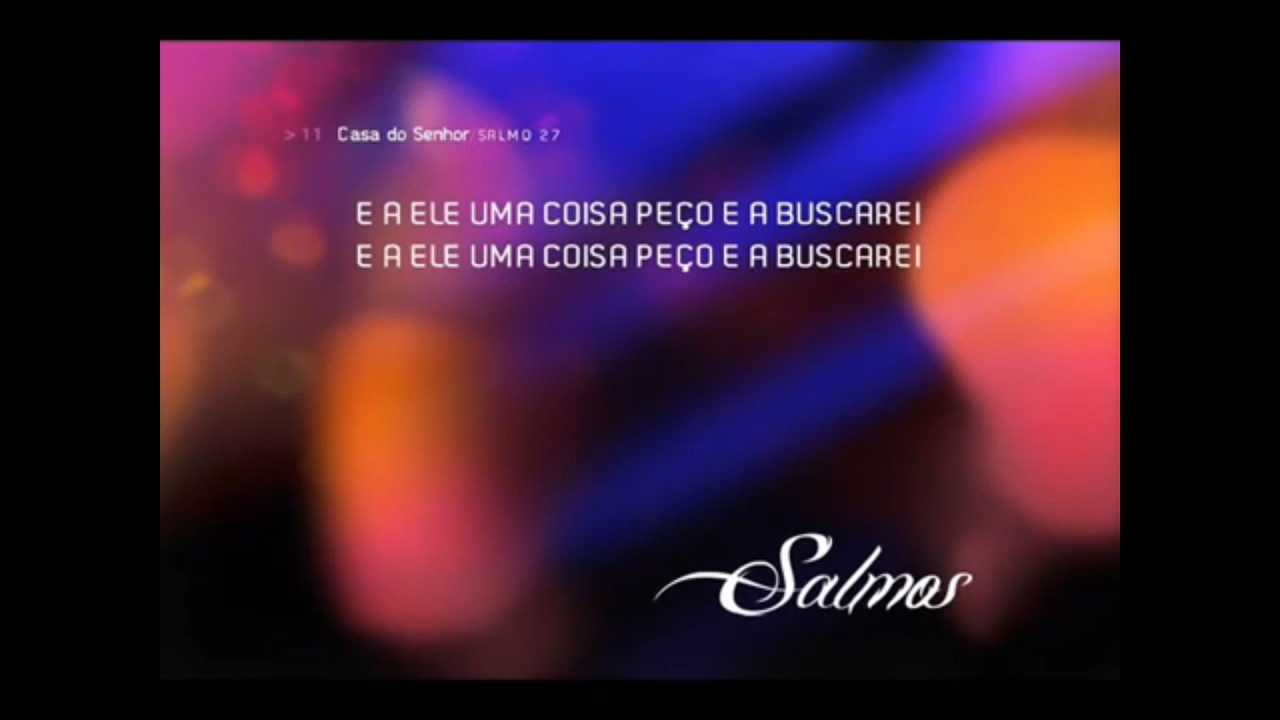 > 11 Casa do Senhor / SALMO 27
E A ELE UMA COISA PEÇO E A BUSCAREI
E A ELE UMA COISA PEÇO E A BUSCAREI
Salmos